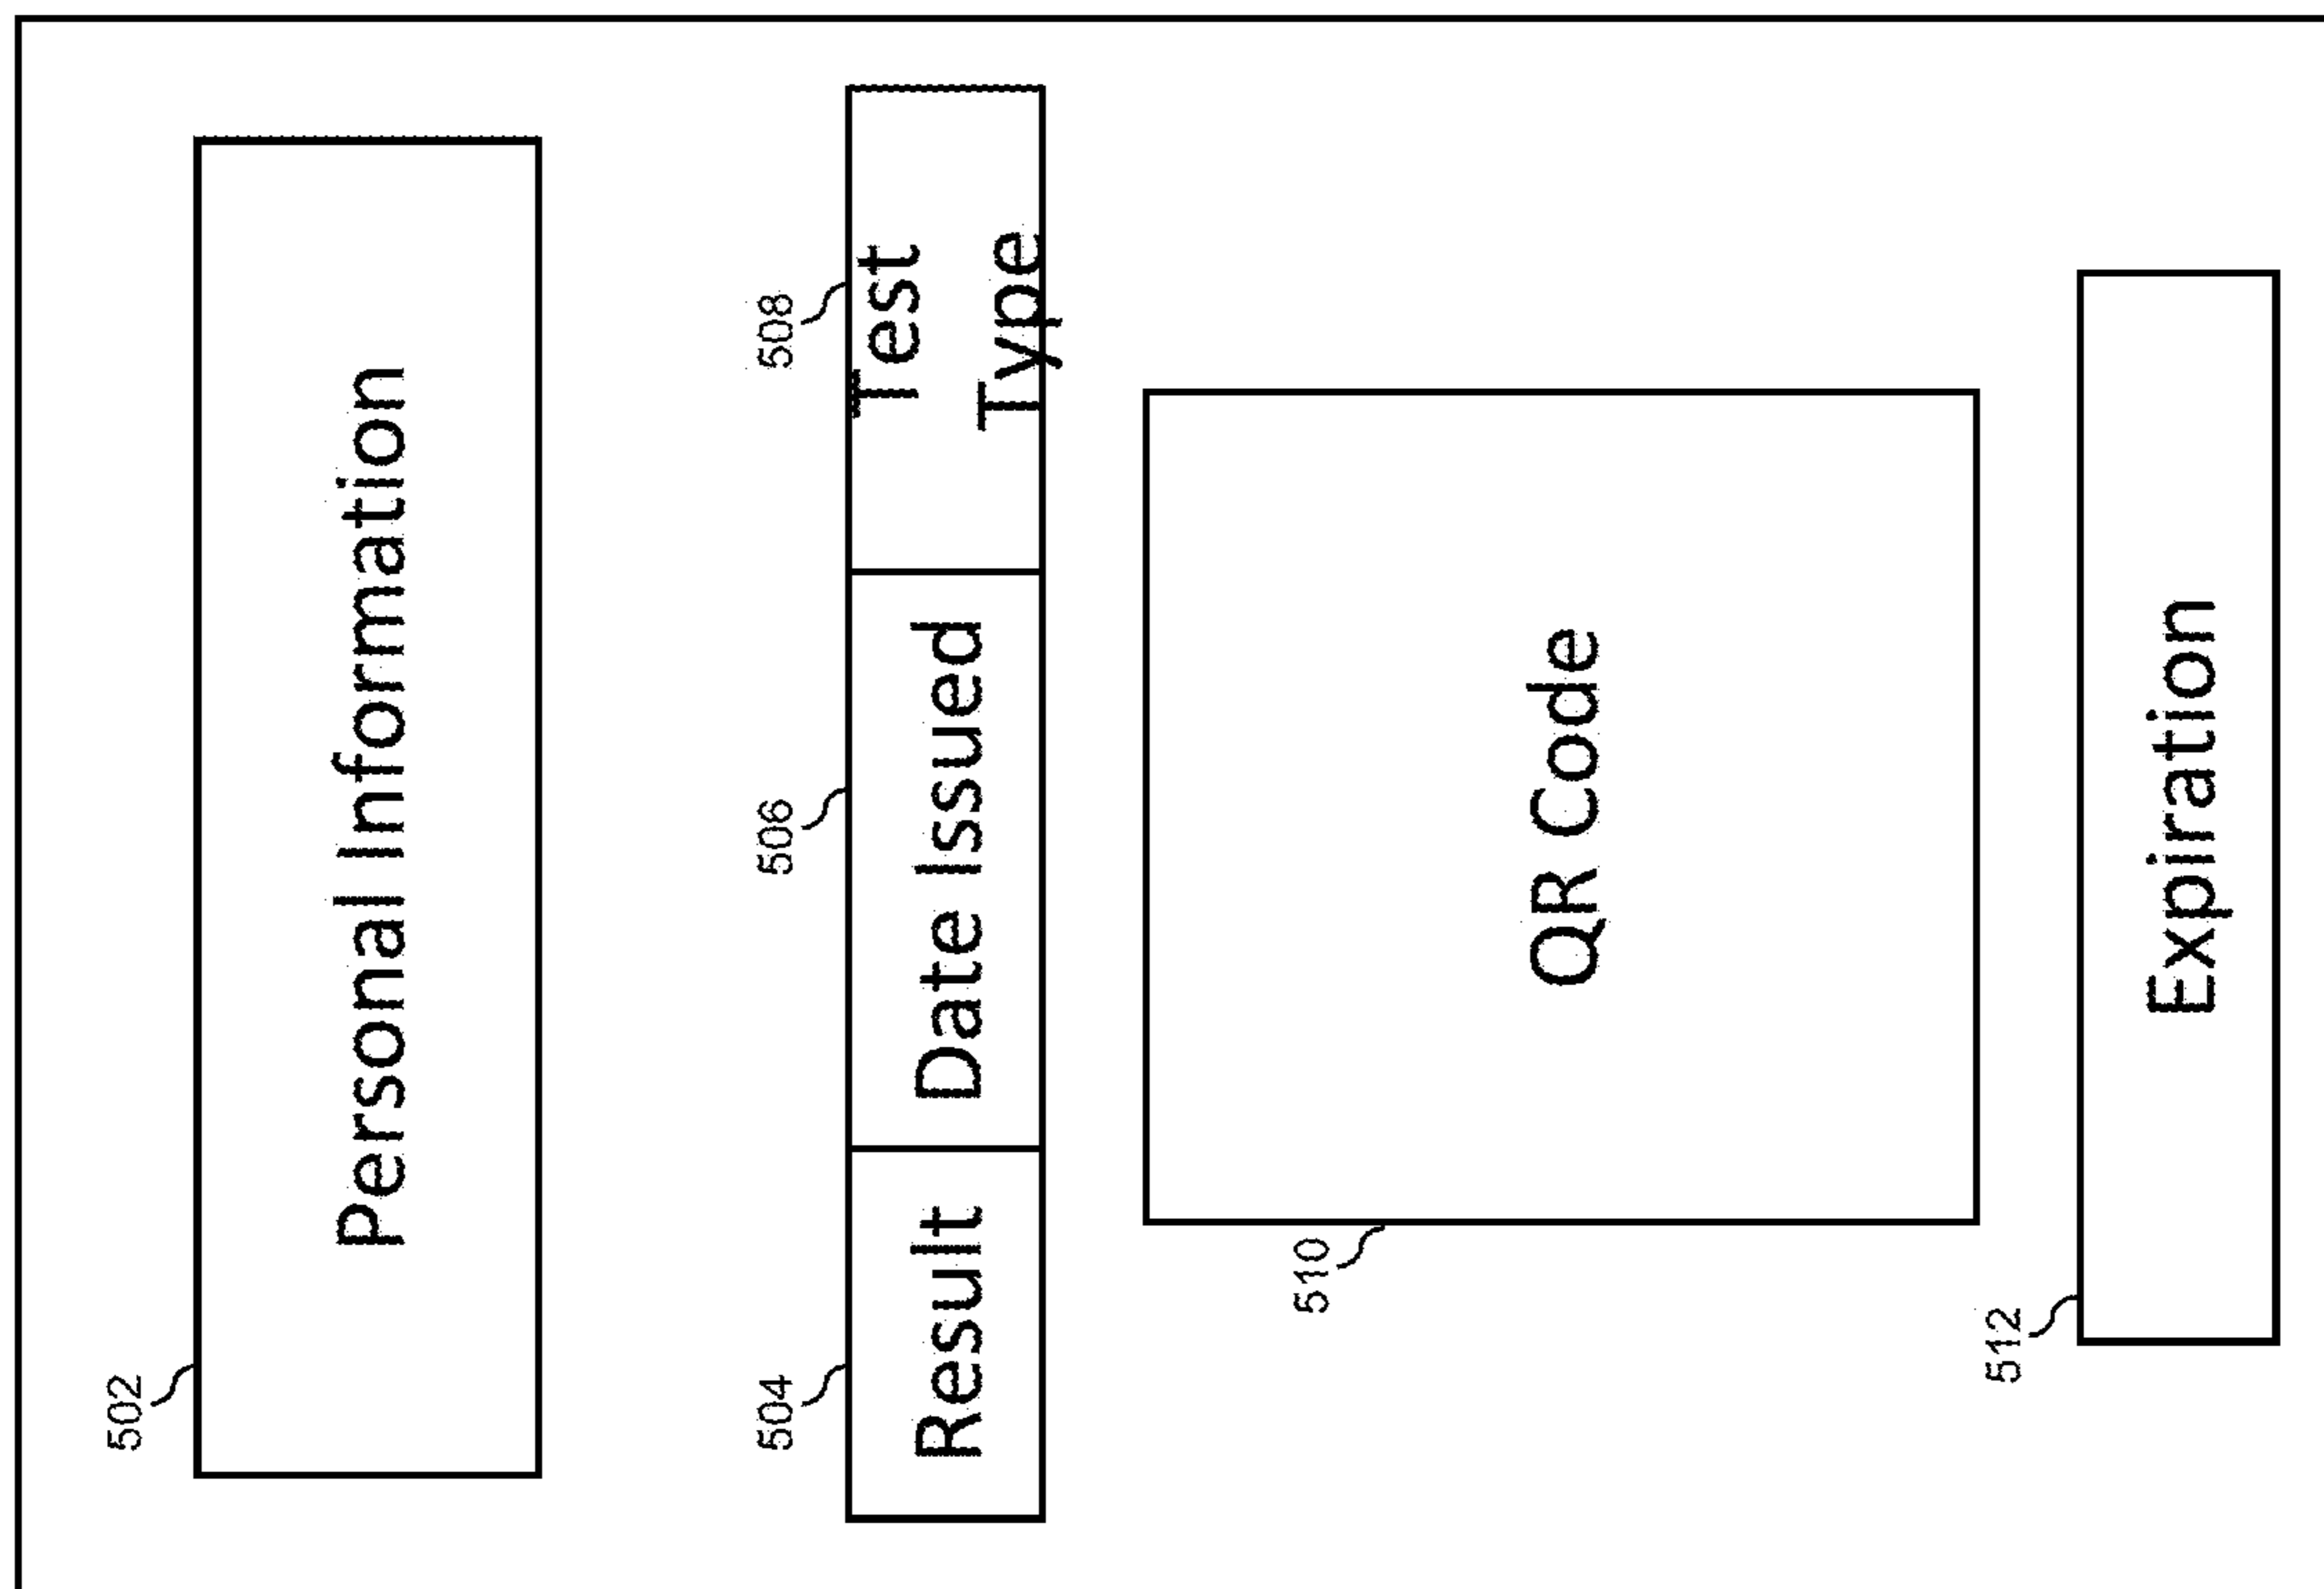 502
Personal Information
504
506
508
Result
Date Issued
Test
Type
510
QR Code
512
Expiration